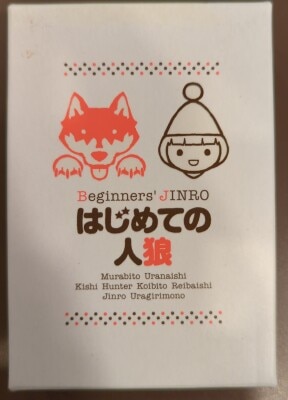 Beginners' JINRO
はじめての
人狼
Murabito Uranaishi
Kishi Hunter Koibito Reibaishi
Jinro Uragirimono